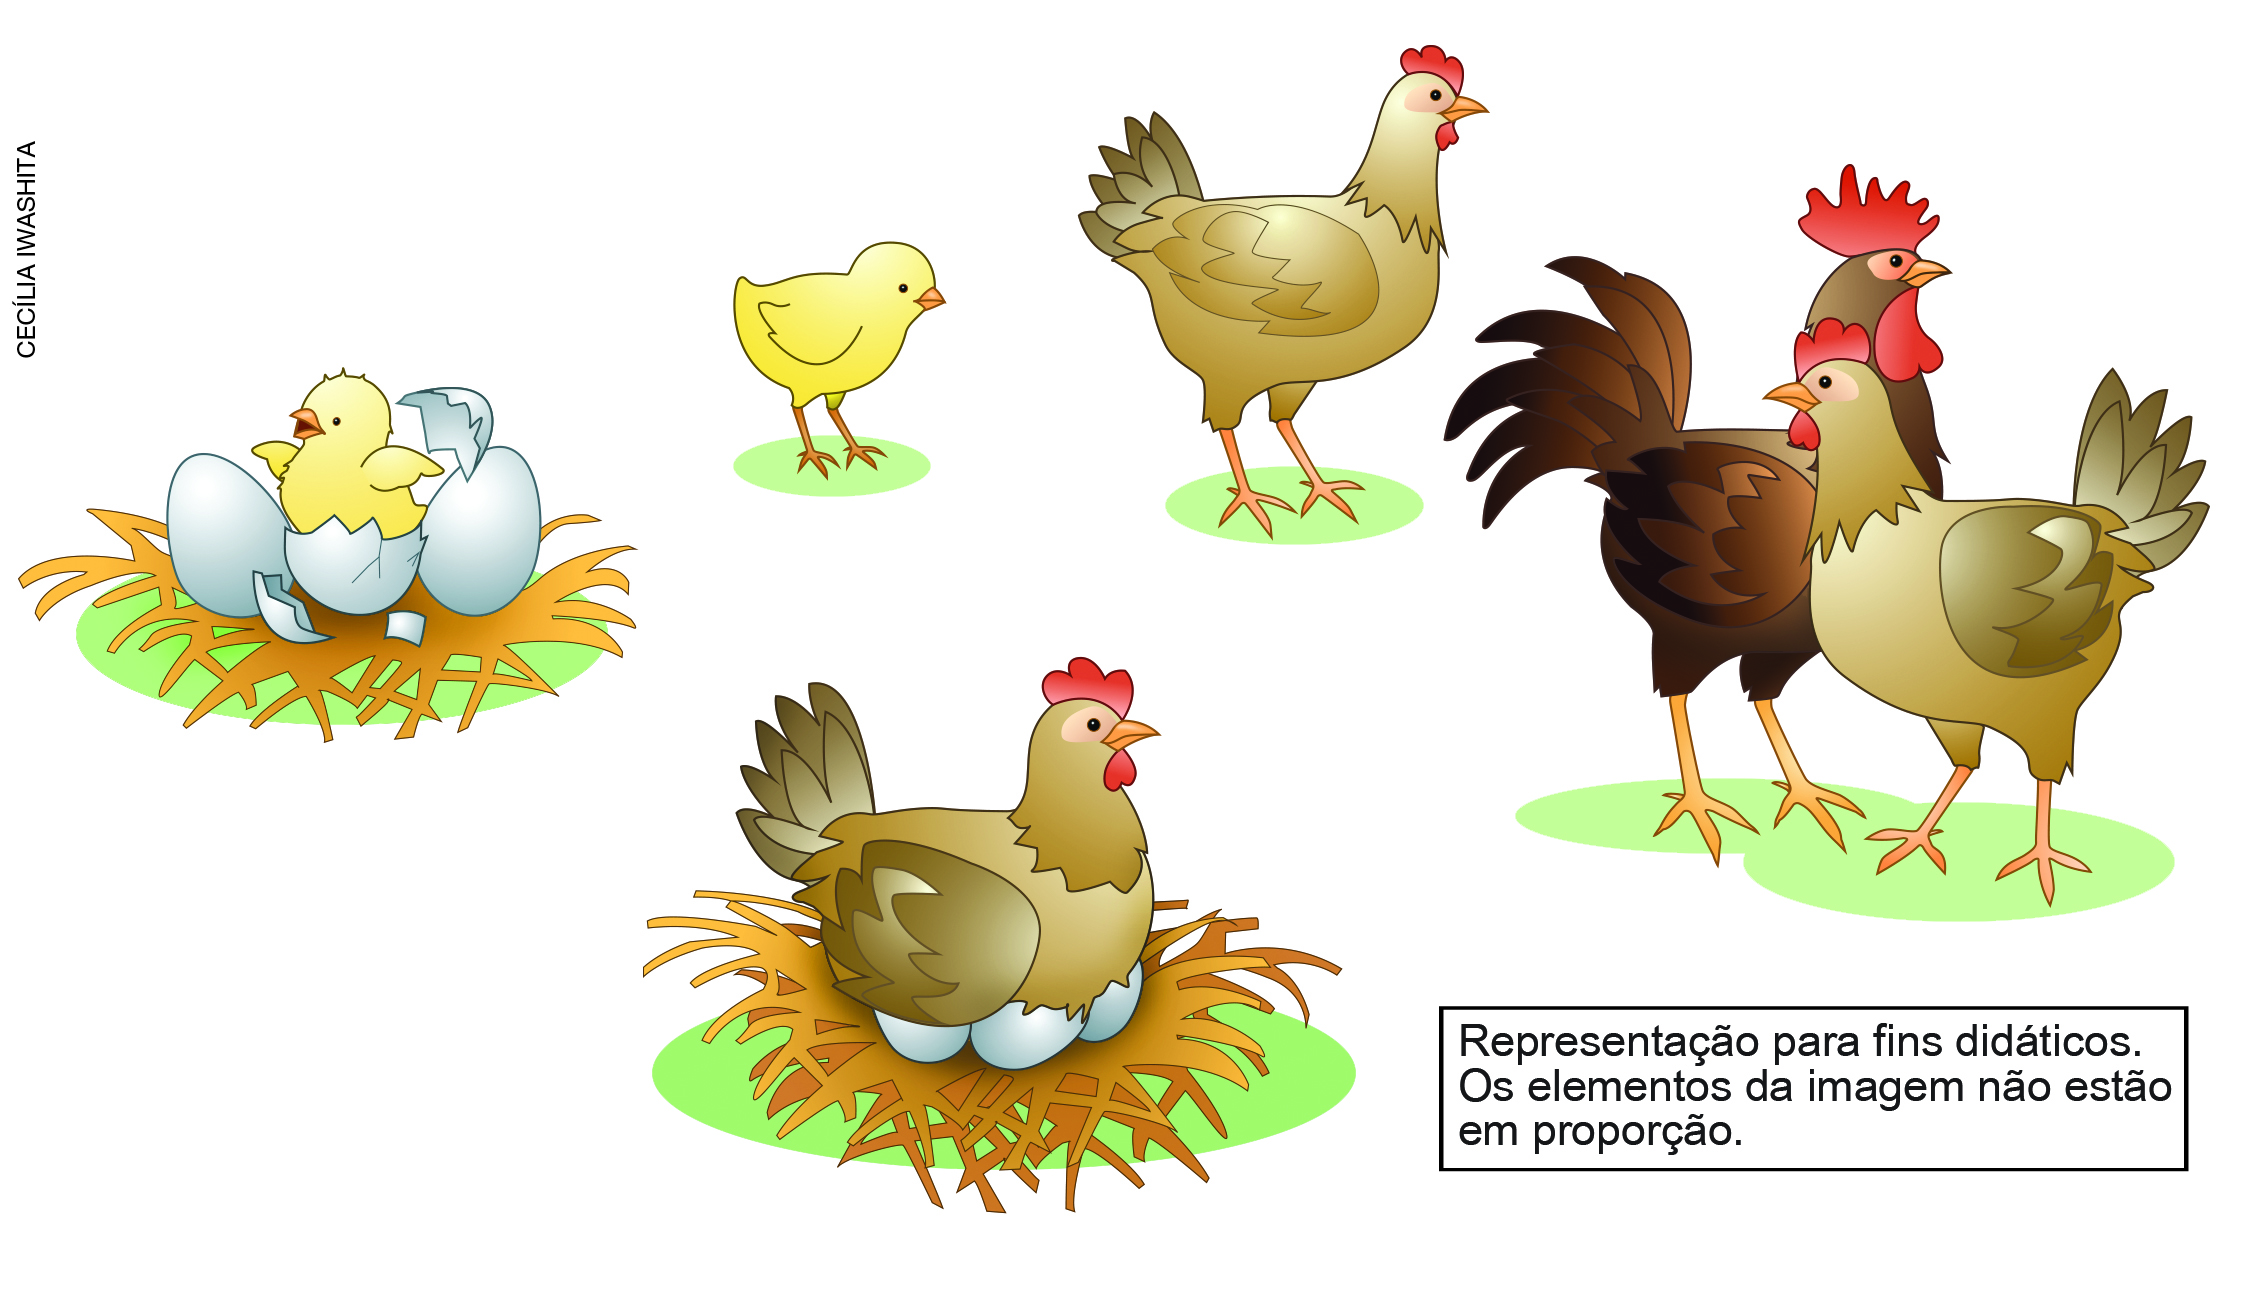 CECÍLIA IWASHITA
Representação para fins didáticos.
Os elementos da imagem não estão
em proporção.